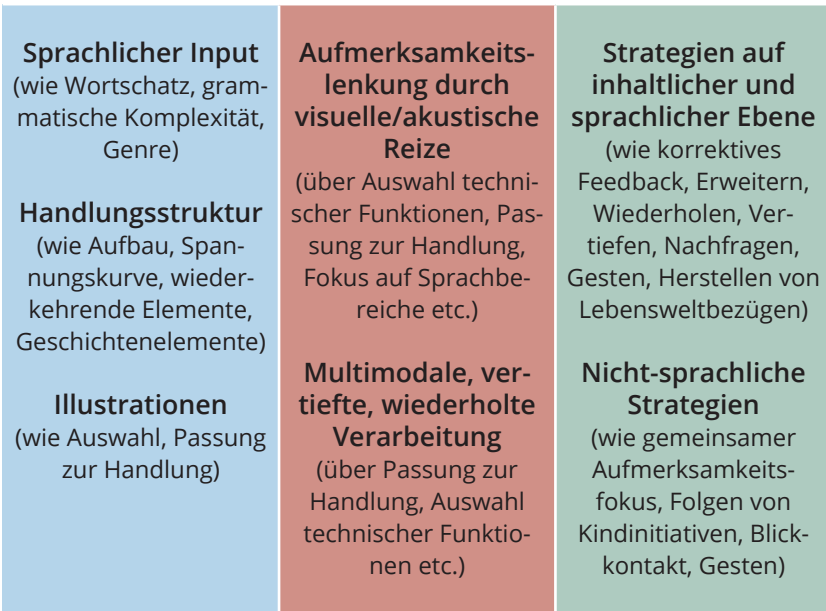 Sprachlicher Input
(wie Wortschatz, gram-
matische Komplexität,
Genre)
Handlungsstruktur
(wie Aufbau, Span-
nungskurve, wieder-
kehrende Elemente,
Geschichtenelemente)
Illustrationen
(wie Auswahl, Passung
zur Handlung)
Aufmerksamkeits-
lenkung durch
visuelle/akustische
Reize
(über Auswahl techni-
scher Funktionen, Pas-
sung zur Handlung,
Fokus auf Sprachbe-
reiche etc.)
Multimodale, ver-
tiefte, wiederholte
Verarbeitung
(über Passung zur
Handlung, Auswahl
technischer Funktio-
nen etc.)
Strategien auf
inhaltlicher und
sprachlicher Ebene
(wie korrektives
Feedback, Erweitern,
Wiederholen, Ver-
tiefen, Nachfragen,
Gesten, Herstellen von
Lebensweltbezügen)
Nicht-sprachliche
Strategien
(wie gemeinsamer
Aufmerksamkeits-
fokus, Folgen von
Kindinitiativen, Blick-
kontakt, Gesten)